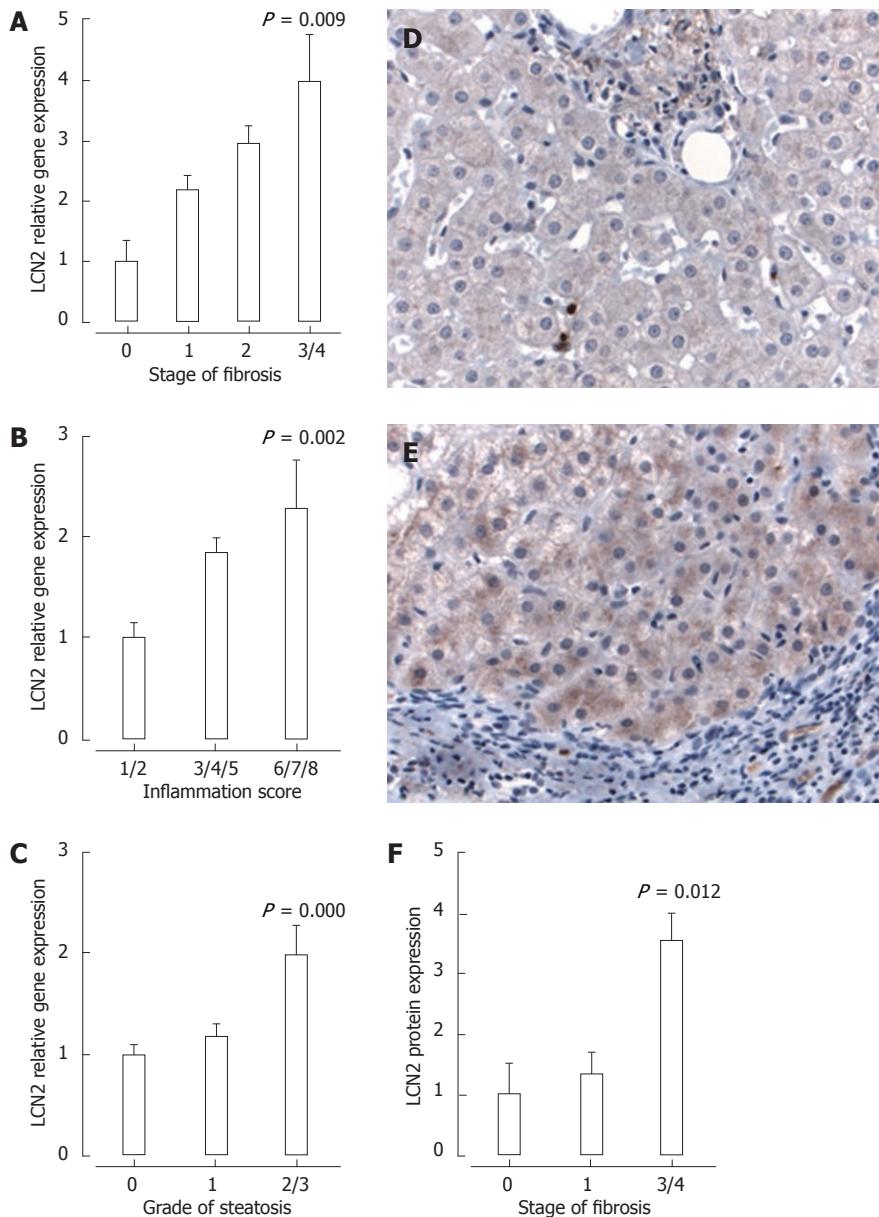 A
5
4
3
2
1
0
LCN2 relative gene expression
P = 0.009
0 1 2 3/4
Stage of fibrosis
D
B
3
2
1
0
LCN2 relative gene expression
P = 0.002
1/2 3/4/5 6/7/8
Inflammation score
E
C
3
2
1
0
LCN2 relative gene expression
P = 0.000
0 1 2/3
Grade of steatosis
F
5
4
3
2
1
0
LCN2 protein expression
P = 0.012
0 1 3/4
Stage of fibrosis